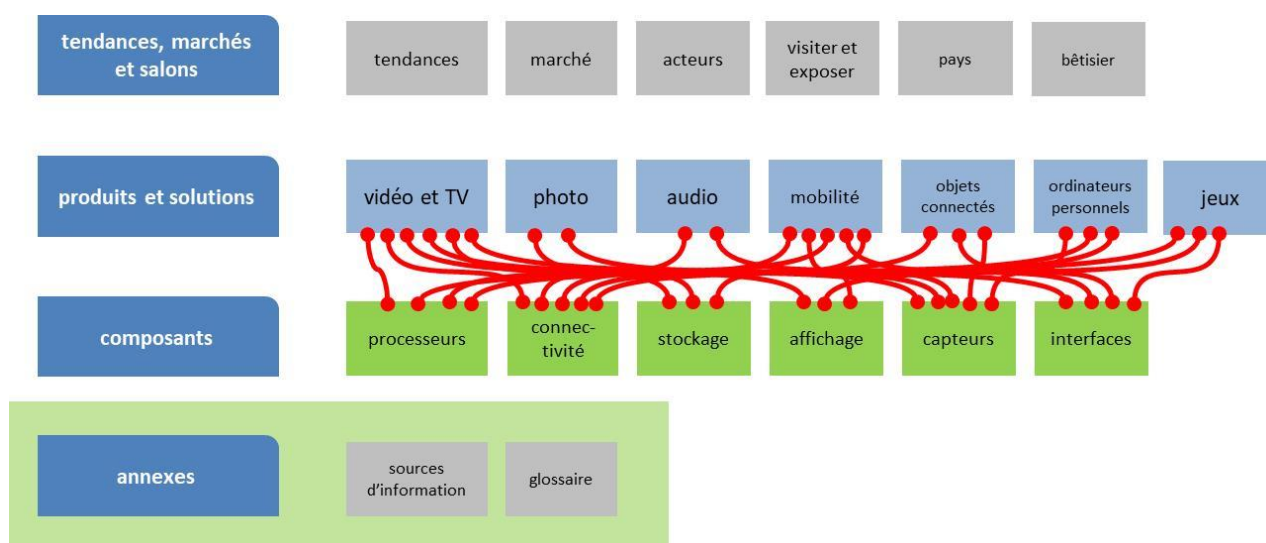 tendances, marchés
et salons
tendances
marché
acteurs
visiter et
exposer
pays
bêtisier
produits et solutions
vidéo et TV
photo
audio
mobilité
objets
connectés
ordinateurs
personnels
jeux
composants
processeurs
connec-
tivité
stockage
affichage
capteurs
interfaces
annexes
sources
d’information
glossaire